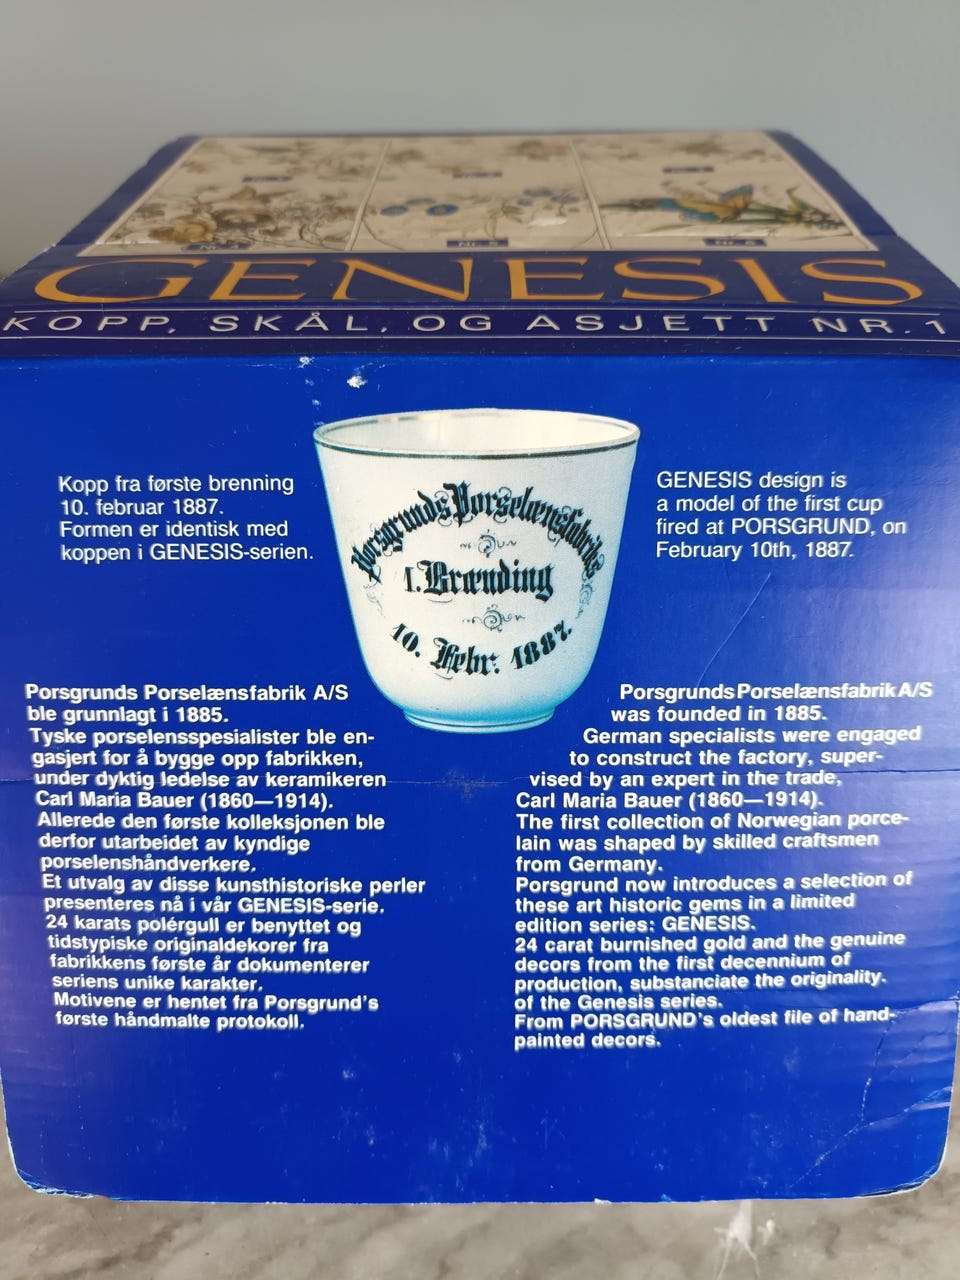 Nr. 5
Nr. 6
GENESIS
KOPP, SKÅL, OG ASJETT NR. 1
Kopp fra første brenning
10. februar 1887.
Formen er identisk med
koppen i GENESIS-serien.
Porsgrunds Porselænsfabriks
1. Brænding
10. Febr. 1887.
GENESIS design is
a model of the first cup
fired at PORSGRUND, on
February 10th, 1887.
Porsgrunds Porselænsfabrik A/S
ble grunnlagt i 1885.
Tyske porselensspesialister ble en-
gasjert for å bygge opp fabrikken,
under dyktig ledelse av keramikeren
Carl Maria Bauer (1860—1914).
Allerede den første kolleksjonen ble
derfor utarbeidet av kyndige
porselenshåndverkere.
Et utvalg av disse kunsthistoriske perler
presenteres nå i vår GENESIS-serie.
24 karats polérgull er benyttet og
tidstypiske originaldekorer fra
fabrikkens første år dokumenterer
seriens unike karakter.
Motivene er hentet fra Porsgrund's
første håndmalte protokoll.
Porsgrunds Porselænsfabrik A/S
was founded in 1885.
German specialists were engaged
to construct the factory, super-
vised by an expert in the trade,
Carl Maria Bauer (1860—1914).
The first collection of Norwegian porce-
lain was shaped by skilled craftsmen
from Germany.
Porsgrund now introduces a selection of
these art historic gems in a limited
edition series: GENESIS.
24 carat burnished gold and the genuine
decors from the first decennium of
production, substanciate the originality.
of the Genesis series.
From PORSGRUND's oldest file of hand-
painted decors.